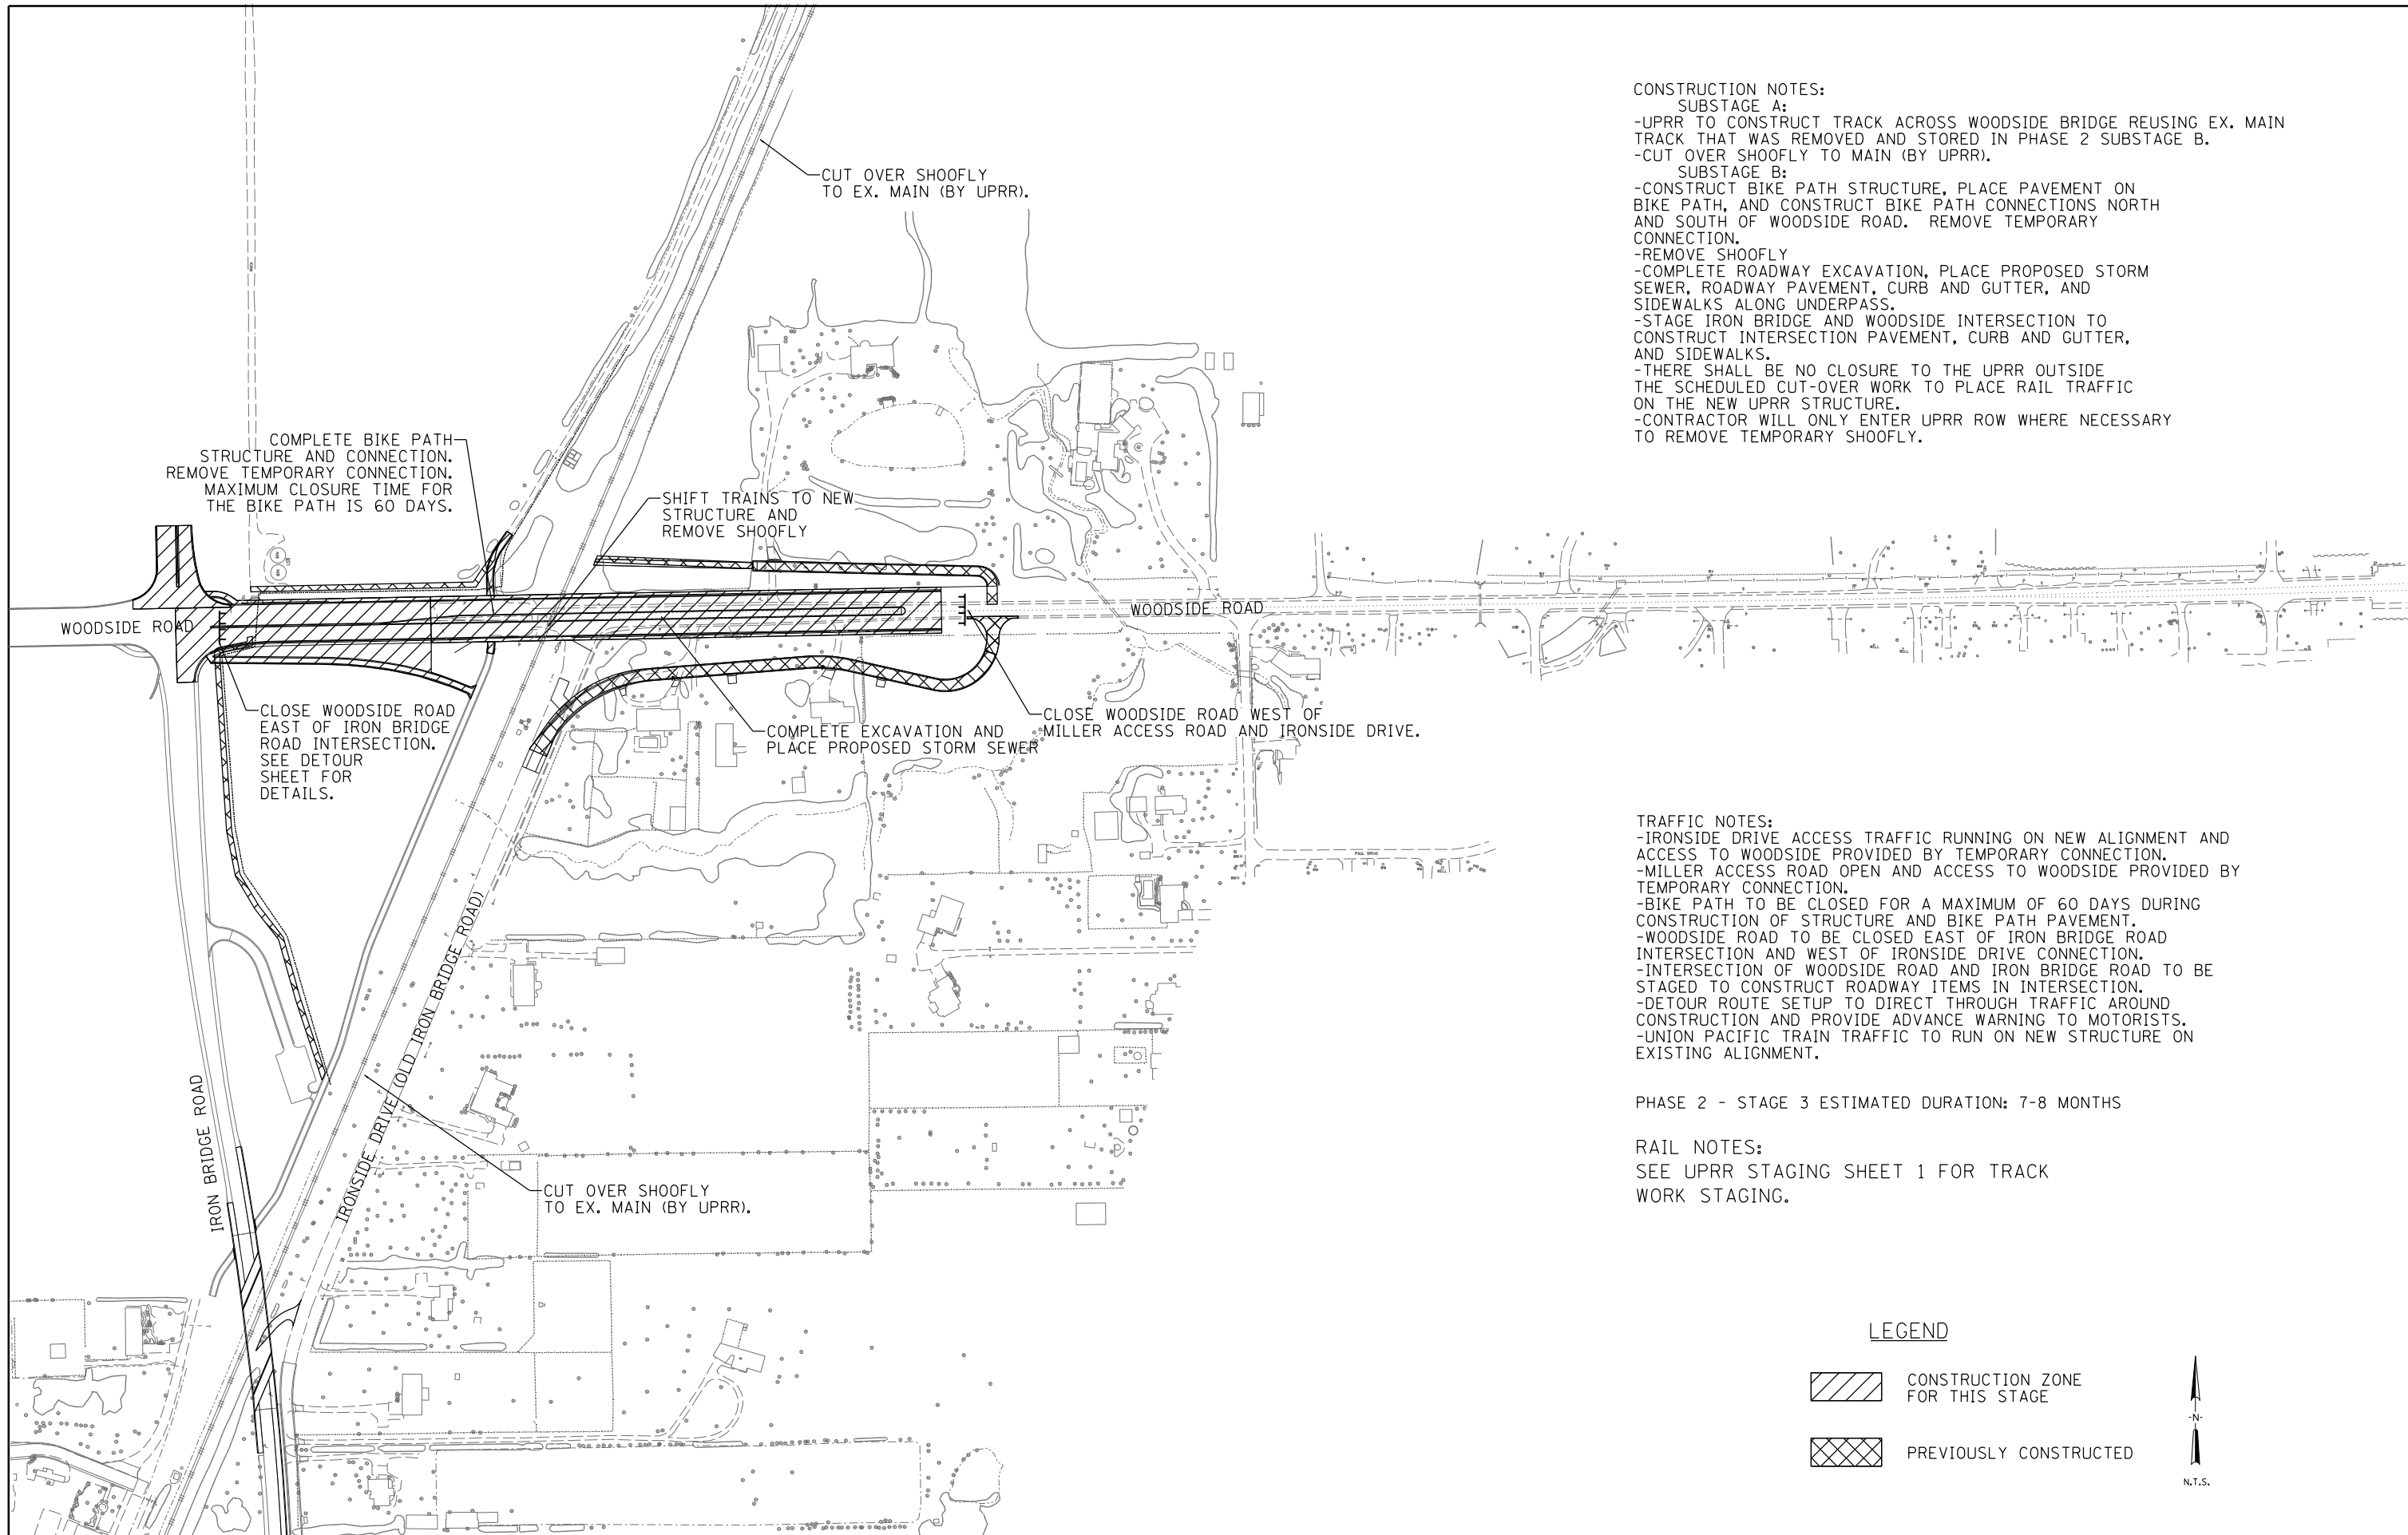 CONSTRUCTION NOTES:
SUBSTAGE A:
-UPRR TO CONSTRUCT TRACK ACROSS WOODSIDE BRIDGE REUSING EX. MAIN
TRACK THAT WAS REMOVED AND STORED IN PHASE 2 SUBSTAGE B.
-CUT OVER SHOOFLY TO MAIN (BY UPRR).
SUBSTAGE B:
-CONSTRUCT BIKE PATH STRUCTURE, PLACE PAVEMENT ON
BIKE PATH, AND CONSTRUCT BIKE PATH CONNECTIONS NORTH
AND SOUTH OF WOODSIDE ROAD. REMOVE TEMPORARY
CONNECTION.
-REMOVE SHOOFLY
-COMPLETE ROADWAY EXCAVATION, PLACE PROPOSED STORM
SEWER, ROADWAY PAVEMENT, CURB AND GUTTER, AND
SIDEWALKS ALONG UNDERPASS.
-STAGE IRON BRIDGE AND WOODSIDE INTERSECTION TO
CONSTRUCT INTERSECTION PAVEMENT, CURB AND GUTTER,
AND SIDEWALKS.
-THERE SHALL BE NO CLOSURE TO THE UPRR OUTSIDE
THE SCHEDULED CUT-OVER WORK TO PLACE RAIL TRAFFIC
ON THE NEW UPRR STRUCTURE.
-CONTRACTOR WILL ONLY ENTER UPRR ROW WHERE NECESSARY
TO REMOVE TEMPORARY SHOOFLY.
CUT OVER SHOOFLY
TO EX. MAIN (BY UPRR).
COMPLETE BIKE PATH
STRUCTURE AND CONNECTION.
REMOVE TEMPORARY CONNECTION.
MAXIMUM CLOSURE TIME FOR
THE BIKE PATH IS 60 DAYS.
SHIFT TRAINS TO NEW
STRUCTURE AND
REMOVE SHOOFLY
WOODSIDE ROAD
WOODSIDE ROAD
CLOSE WOODSIDE ROAD
EAST OF IRON BRIDGE
ROAD INTERSECTION.
SEE DETOUR
SHEET FOR
DETAILS.
COMPLETE EXCAVATION AND
PLACE PROPOSED STORM SEWER
CLOSE WOODSIDE ROAD WEST OF
MILLER ACCESS ROAD AND IRONSIDE DRIVE.
PAUL DRIVE
IRONSIDE DRIVE (OLD IRON BRIDGE ROAD)
IRON BRIDGE ROAD
CUT OVER SHOOFLY
TO EX. MAIN (BY UPRR).
TRAFFIC NOTES:
-IRONSIDE DRIVE ACCESS TRAFFIC RUNNING ON NEW ALIGNMENT AND
ACCESS TO WOODSIDE PROVIDED BY TEMPORARY CONNECTION.
-MILLER ACCESS ROAD OPEN AND ACCESS TO WOODSIDE PROVIDED BY
TEMPORARY CONNECTION.
-BIKE PATH TO BE CLOSED FOR A MAXIMUM OF 60 DAYS DURING
CONSTRUCTION OF STRUCTURE AND BIKE PATH PAVEMENT.
-WOODSIDE ROAD TO BE CLOSED EAST OF IRON BRIDGE ROAD
INTERSECTION AND WEST OF IRONSIDE DRIVE CONNECTION.
-INTERSECTION OF WOODSIDE ROAD AND IRON BRIDGE ROAD TO BE
STAGED TO CONSTRUCT ROADWAY ITEMS IN INTERSECTION.
-DETOUR ROUTE SETUP TO DIRECT THROUGH TRAFFIC AROUND
CONSTRUCTION AND PROVIDE ADVANCE WARNING TO MOTORISTS.
-UNION PACIFIC TRAIN TRAFFIC TO RUN ON NEW STRUCTURE ON
EXISTING ALIGNMENT.
PHASE 2 - STAGE 3 ESTIMATED DURATION: 7-8 MONTHS
RAIL NOTES:
SEE UPRR STAGING SHEET 1 FOR TRACK
WORK STAGING.
LEGEND
CONSTRUCTION ZONE
FOR THIS STAGE
PREVIOUSLY CONSTRUCTED
-N-
N.T.S.